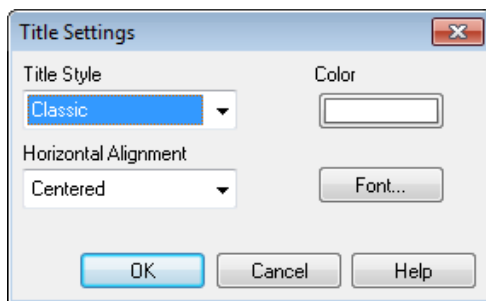 Title Settings
Title Style
Color
Classic
Horizontal Alignment
Centered
Font...
OK
Cancel
Help